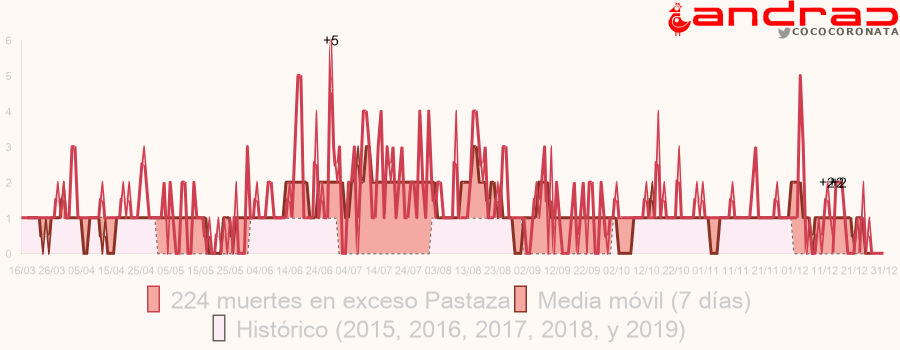 andrab
COCOCORONATA
+5
6
5
4
3
2
1
0
+2 +2 +2
16/03 26/03 05/04 15/04 25/04 05/05 15/05 25/05 04/06 14/06 24/06 04/07 14/07 24/07 03/08 13/08 23/08 02/09 12/09 22/09 02/10 12/10 22/10 01/11 11/11 21/11 01/12 11/12 21/12 31/12
224 muertes en exceso Pastaza Media móvil (7 días)
Histórico (2015, 2016, 2017, 2018, y 2019)